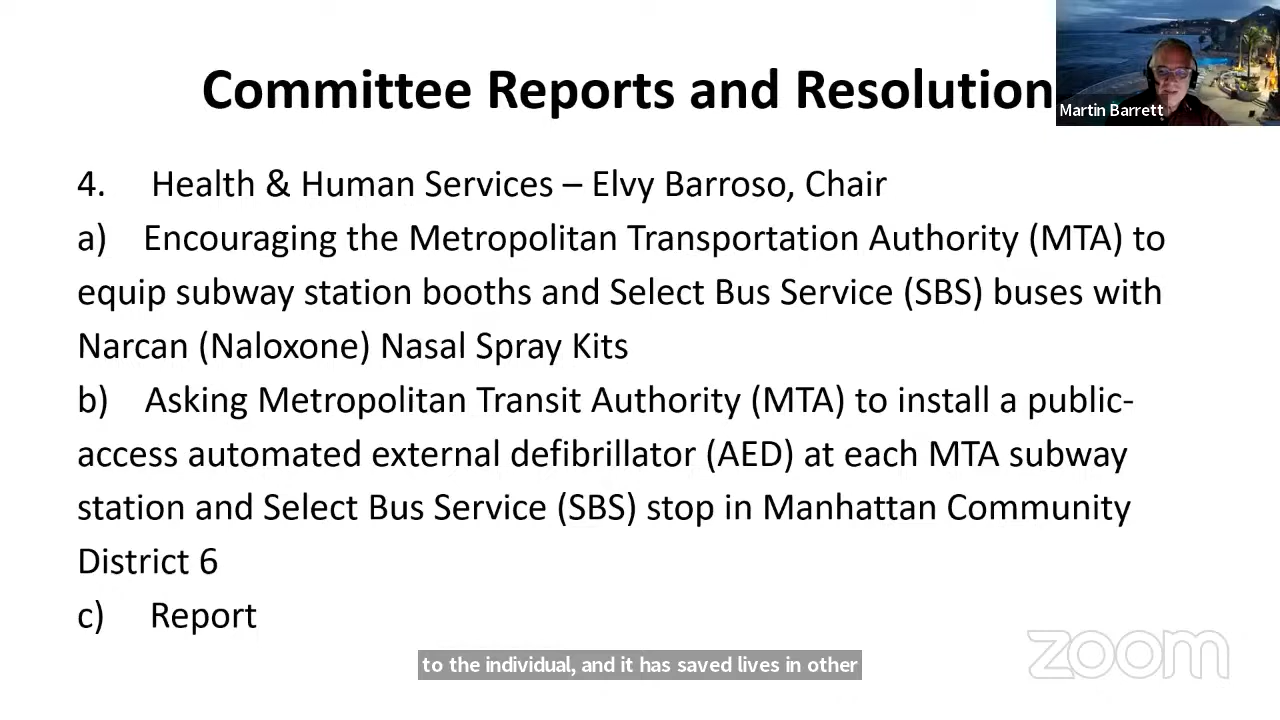 Committee Reports and Resolution
Martin Barrett
4. Health & Human Services – Elvy Barroso, Chair
a) Encouraging the Metropolitan Transportation Authority (MTA) to
equip subway station booths and Select Bus Service (SBS) buses with
Narcan (Naloxone) Nasal Spray Kits
b) Asking Metropolitan Transit Authority (MTA) to install a public-
access automated external defibrillator (AED) at each MTA subway
station and Select Bus Service (SBS) stop in Manhattan Community
District 6
c) Report
to the individual, and it has saved lives in other
zoom